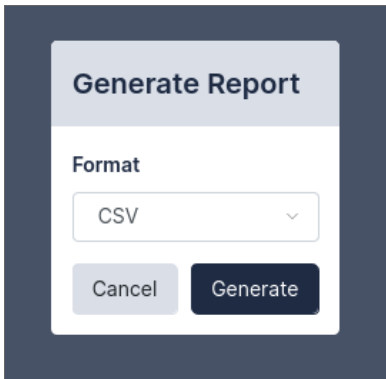 Generate Report
Format
CSV
Cancel Generate